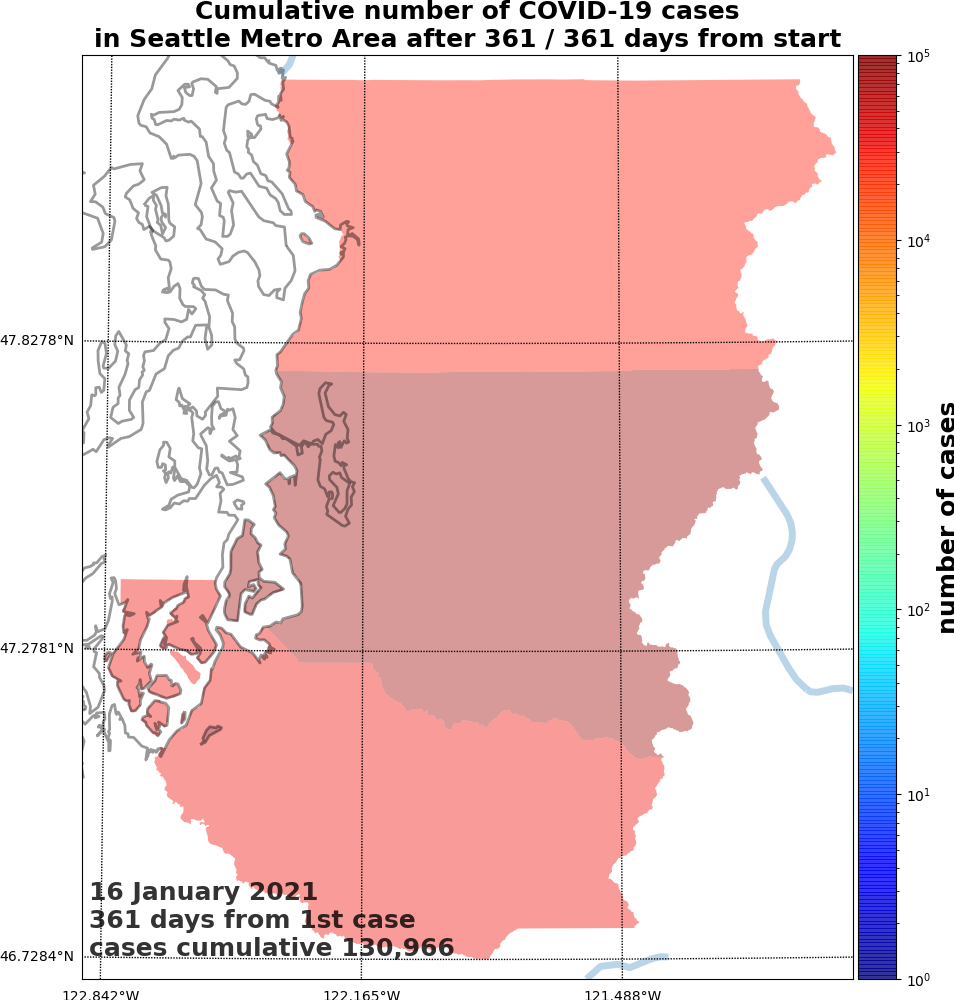 Cumulative number of COVID-19 cases
in Seattle Metro Area after 361 / 361 days from start
10^5
10^4
10^3
10^2
10^1
10^0
number of cases
47.8278°N
47.2781°N
46.7284°N
16 January 2021
361 days from 1st case
cases cumulative 130,966
122.842°W 122.165°W 121.488°W